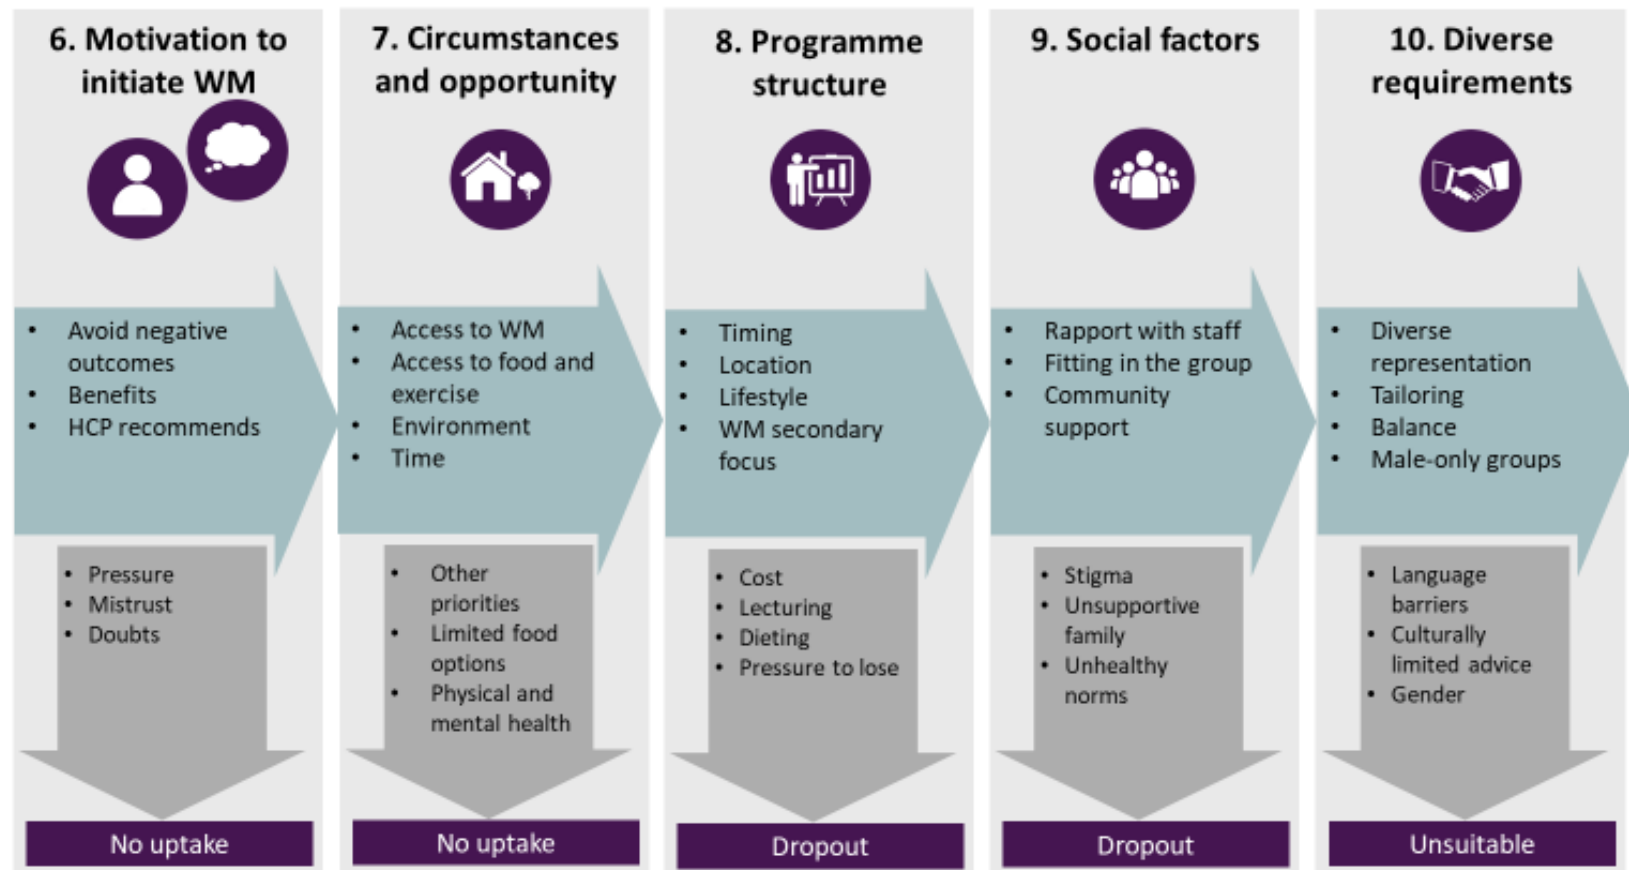 6. Motivation to
initiate WM
• Avoid negative
outcomes
• Benefits
• HCP recommends
• Pressure
• Mistrust
• Doubts
No uptake
7. Circumstances
and opportunity
• Access to WM
• Access to food and
exercise
• Environment
• Time
• Other
priorities
• Limited food
options
• Physical and
mental health
No uptake
8. Programme
structure
• Timing
• Location
• Lifestyle
• WM secondary
focus
• Cost
• Lecturing
• Dieting
• Pressure to lose
Dropout
9. Social factors
• Rapport with staff
• Fitting in the group
• Community
support
• Stigma
• Unsupportive
family
• Unhealthy
norms
Dropout
10. Diverse
requirements
• Diverse
representation
• Tailoring
• Balance
• Male-only groups
• Language
barriers
• Culturally
limited advice
• Gender
Unsuitable